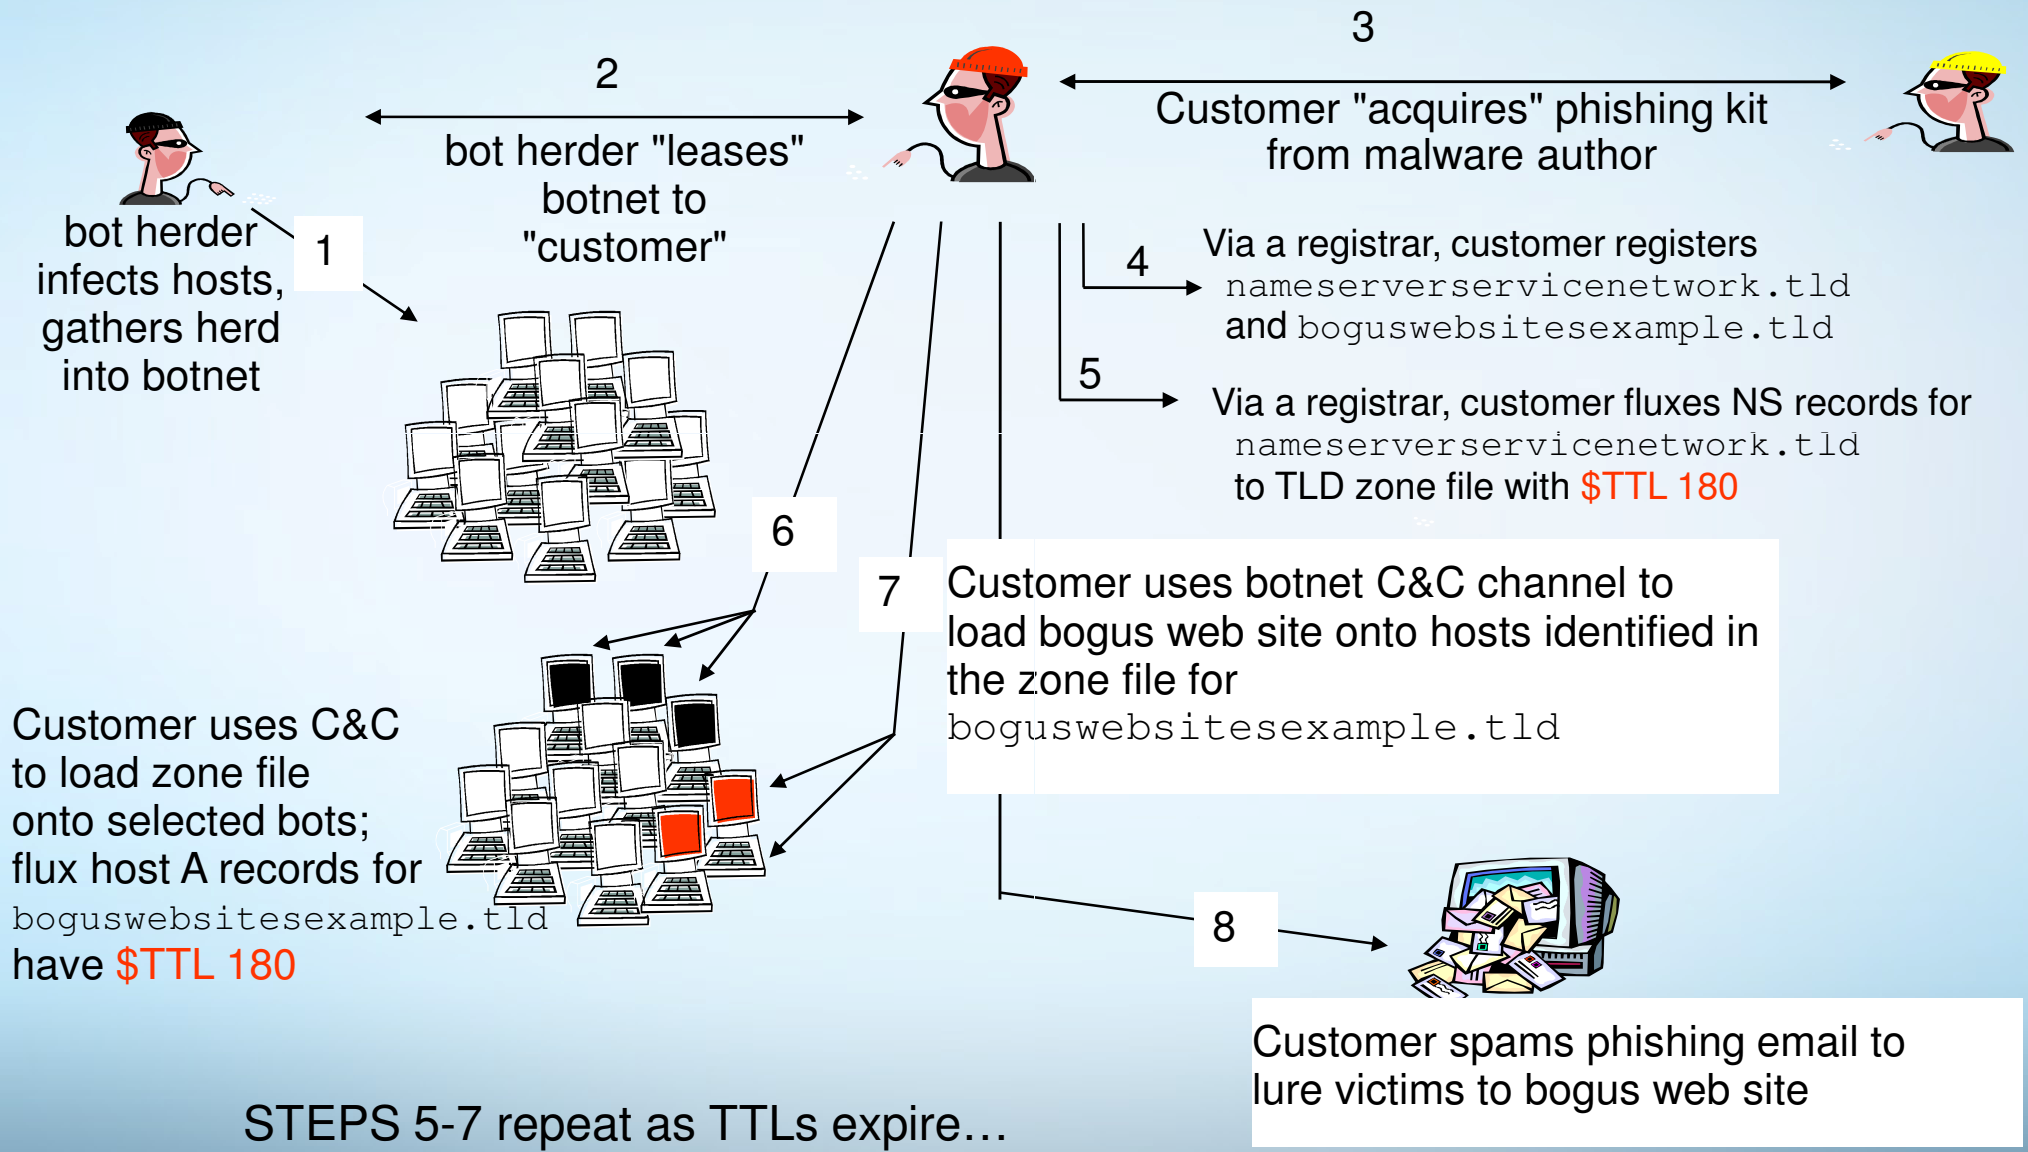 3
2
Customer "acquires" phishing kit
from malware author
bot herder "leases"
botnet to
"customer"
bot herder
infects hosts,
gathers herd
into botnet
1
4
Via a registrar, customer registers
nameserverservicenetwork.tld
and boguswebsitesexample.tld
5
Via a registrar, customer fluxes NS records for
nameserverservicenetwork.tld
to TLD zone file with $TTL 180
6
7
Customer uses botnet C&C channel to
load bogus web site onto hosts identified in
the zone file for
boguswebsitesexample.tld
Customer uses C&C
to load zone file
onto selected bots;
flux host A records for
boguswebsitesexample.tld
have $TTL 180
8
Customer spams phishing email to
lure victims to bogus web site
STEPS 5-7 repeat as TTLs expire…